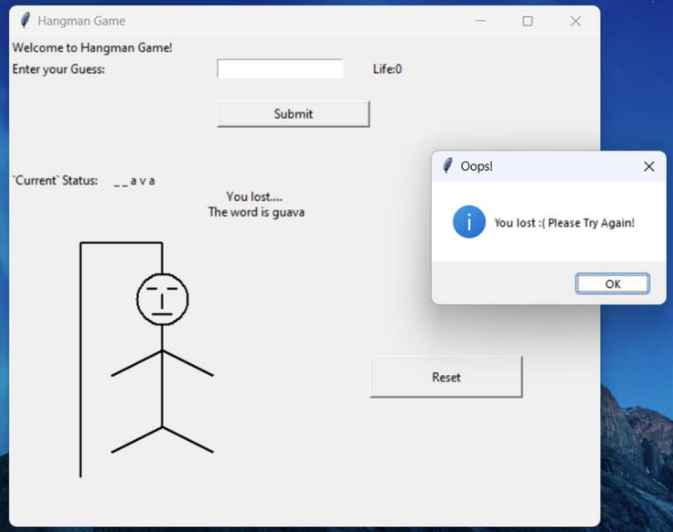 Hangman Game
Welcome to Hangman Game!
Enter your Guess:
Life:0
Submit
Oops!
`Current` Status: _ _ a v a
You lost....
The word is guava
You lost :( Please Try Again!
OK
Reset